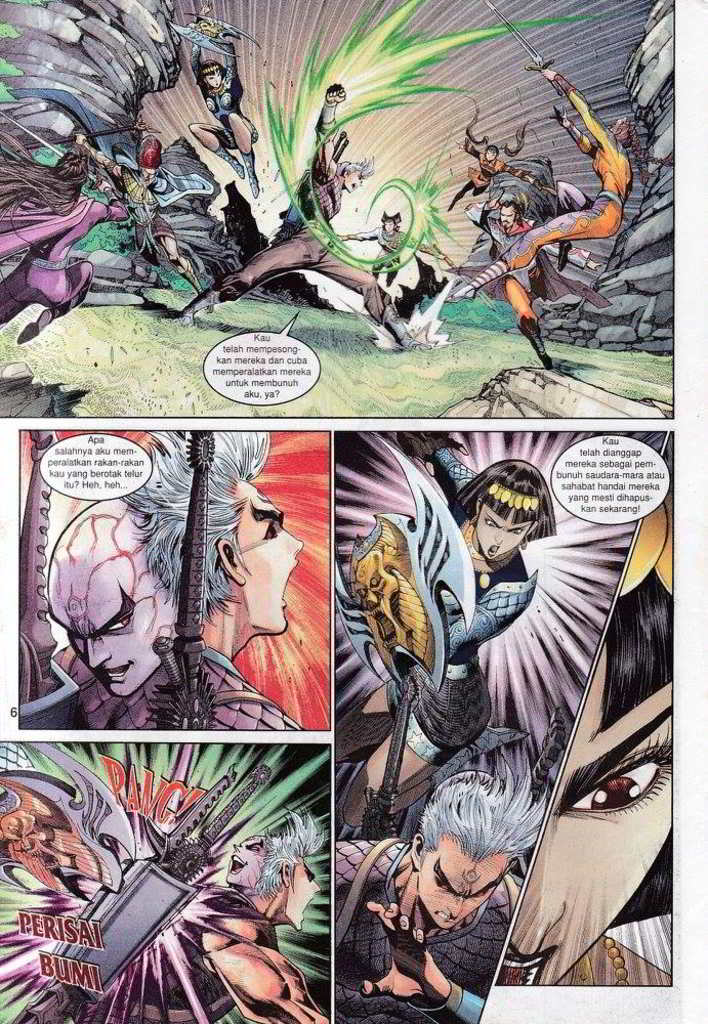 Kau
telah mempesong-
kan mereka dan cuba
memperalatkan mereka
untuk membunuh
aku, ya?
Apa
salahnya aku mem-
peralatkan rakan-rakan
kau yang berotak telur
itu? Heh, heh...
Kau
telah dianggap
mereka sebagai pem-
bunuh saudara-mara atau
sahabat handai mereka
yang mesti dihapus-
kan sekarang!
6
PANG!
PERISAI
BUMI